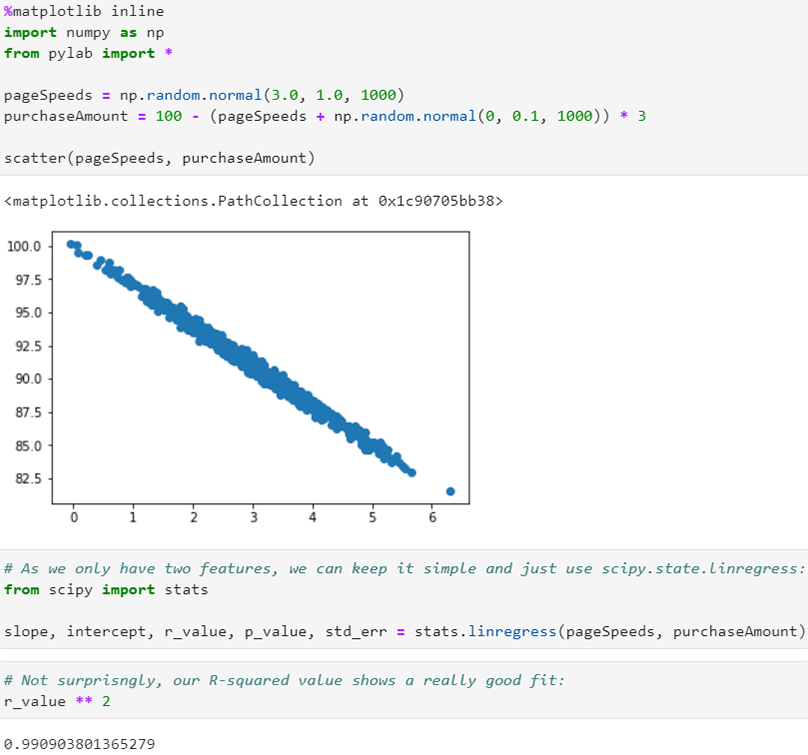 %matplotlib inline
import numpy as np
from pylab import *
pageSpeeds = np.random.normal(3.0, 1.0, 1000)
purchaseAmount = 100 - (pageSpeeds + np.random.normal(0, 0.1, 1000)) * 3
scatter(pageSpeeds, purchaseAmount)
<matplotlib.collections.PathCollection at 0x1c90705bb38>
100.0
97.5
95.0
92.5
90.0
87.5
85.0
82.5
0 1 2 3 4 5 6
# As we only have two features, we can keep it simple and just use scipy.state.linregress:
from scipy import stats
slope, intercept, r_value, p_value, std_err = stats.linregress(pageSpeeds, purchaseAmount)
# Not surprisngly, our R-squared value shows a really good fit:
r_value ** 2
0.990903801365279